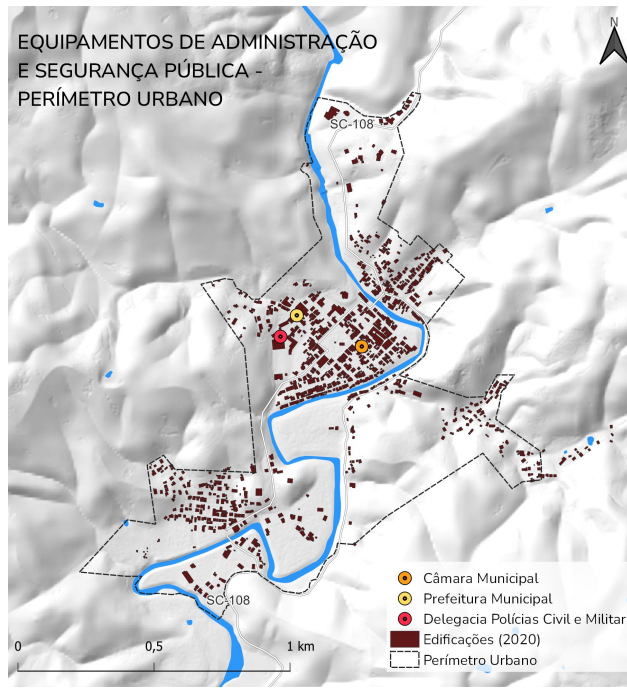 EQUIPAMENTOS DE ADMINISTRAÇÃO
E SEGURANÇA PÚBLICA -
PERÍMETRO URBANO
N
SC-108
SC-108
Câmara Municipal
Prefeitura Municipal
Delegacia Polícias Civil e Militar
Edificações (2020)
Perímetro Urbano
0 0,5 1 km